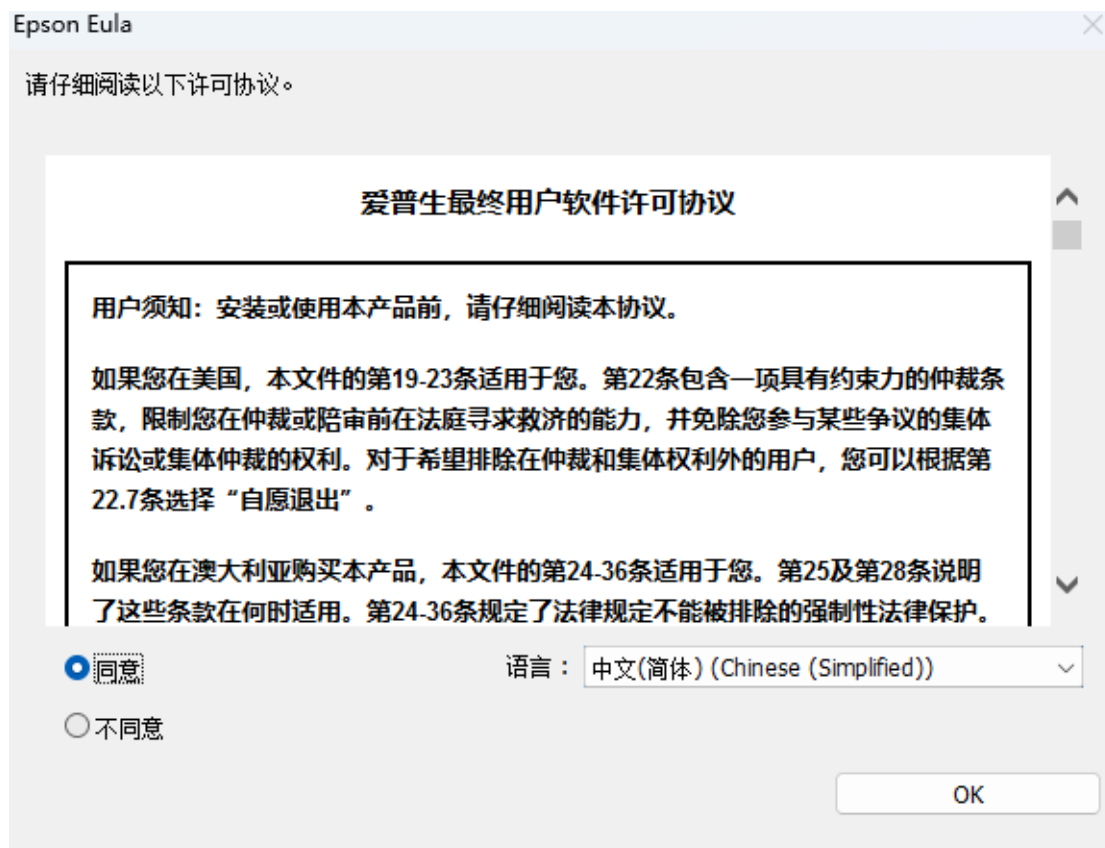 Epson Eula
请仔细阅读以下许可协议。
爱普生最终用户软件许可协议
用户须知：安装或使用本产品前，请仔细阅读本协议。
如果您在美国，本文件的第19-23条适用于您。第22条包含一项具有约束力的仲裁条
款，限制您在仲裁或陪审前在法庭寻求救济的能力，并免除您参与某些争议的集体
诉讼或集体仲裁的权利。对于希望排除在仲裁和集体权利外的用户，您可以根据第
22.7条选择“自愿退出”。
如果您在澳大利亚购买本产品，本文件的第24-36条适用于您。第25及第28条说明
了这些条款在何时适用。第24-36条规定了法律规定不能被排除的强制性法律保护。
同意
语言： 中文(简体) (Chinese (Simplified))
不同意
OK